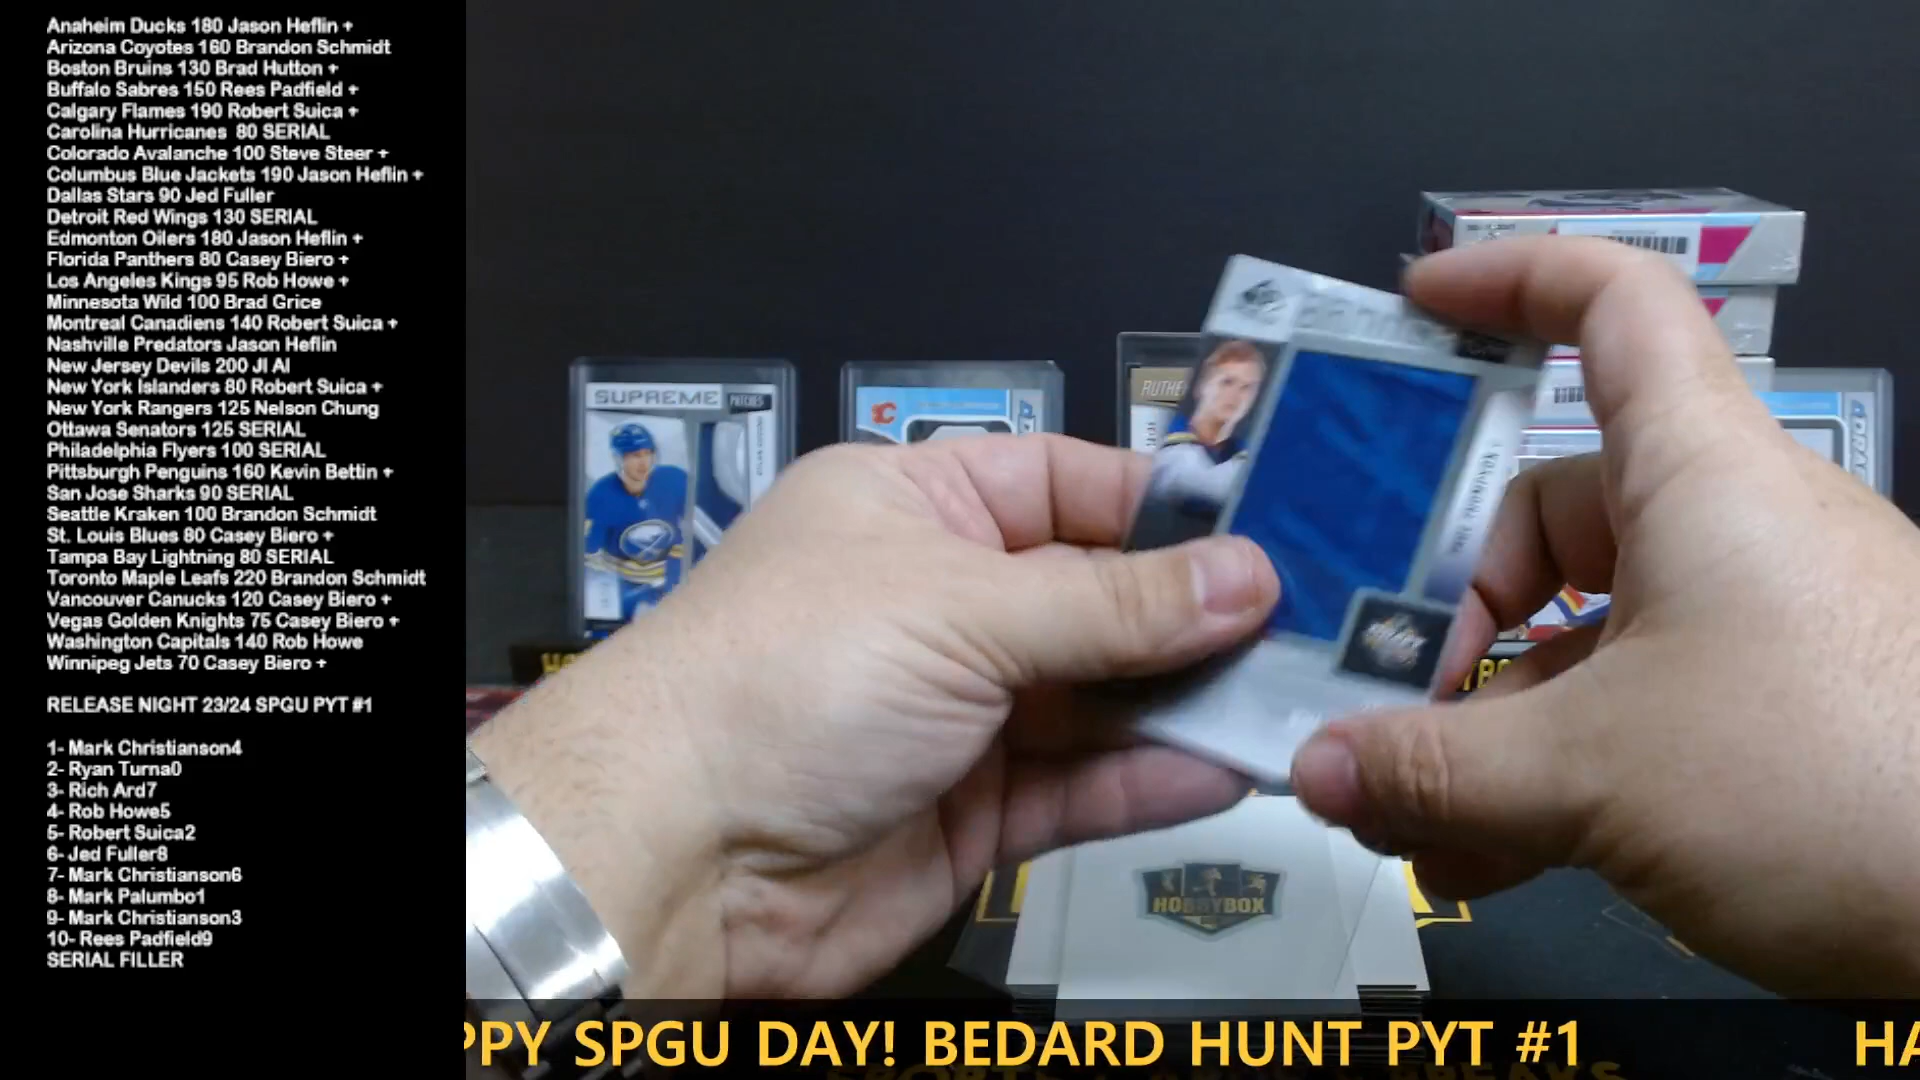 Anaheim Ducks 180 Jason Heflin +
Arizona Coyotes 160 Brandon Schmidt
Boston Bruins 130 Brad Hutton +
Buffalo Sabres 150 Rees Padfield +
Calgary Flames 190 Robert Suica +
Carolina Hurricanes  80 SERIAL
Colorado Avalanche 100 Steve Steer +
Columbus Blue Jackets 190 Jason Heflin +
Dallas Stars 90 Jed Fuller
Detroit Red Wings 130 SERIAL
Edmonton Oilers 180 Jason Heflin +
Florida Panthers 80 Casey Biero +
Los Angeles Kings 95 Rob Howe +
Minnesota Wild 100 Brad Grice
Montreal Canadiens 140 Robert Suica +
Nashville Predators Jason Heflin
New Jersey Devils 200 JI AI
New York Islanders 80 Robert Suica +
New York Rangers 125 Nelson Chung
Ottawa Senators 125 SERIAL
Philadelphia Flyers 100 SERIAL
Pittsburgh Penguins 160 Kevin Bettin +
San Jose Sharks 90 SERIAL
Seattle Kraken 100 Brandon Schmidt
St. Louis Blues 80 Casey Biero +
Tampa Bay Lightning 80 SERIAL
Toronto Maple Leafs 220 Brandon Schmidt
Vancouver Canucks 120 Casey Biero +
Vegas Golden Knights 75 Casey Biero +
Washington Capitals 140 Rob Howe
Winnipeg Jets 70 Casey Biero +
RELEASE NIGHT 23/24 SPGU PYT #1
1- Mark Christianson4
2- Ryan Turna0
3- Rich Ard7
4- Rob Howe5
5- Robert Suica2
6- Jed Fuller8
7- Mark Christianson6
8- Mark Palumbo1
9- Mark Christianson3
10- Rees Padfield9
SERIAL FILLER
SUPREME PATCHES
RUTHE
TAGE THOMPSON
HOBBYBOX
PPY SPGU DAY! BEDARD HUNT PYT #1
HA